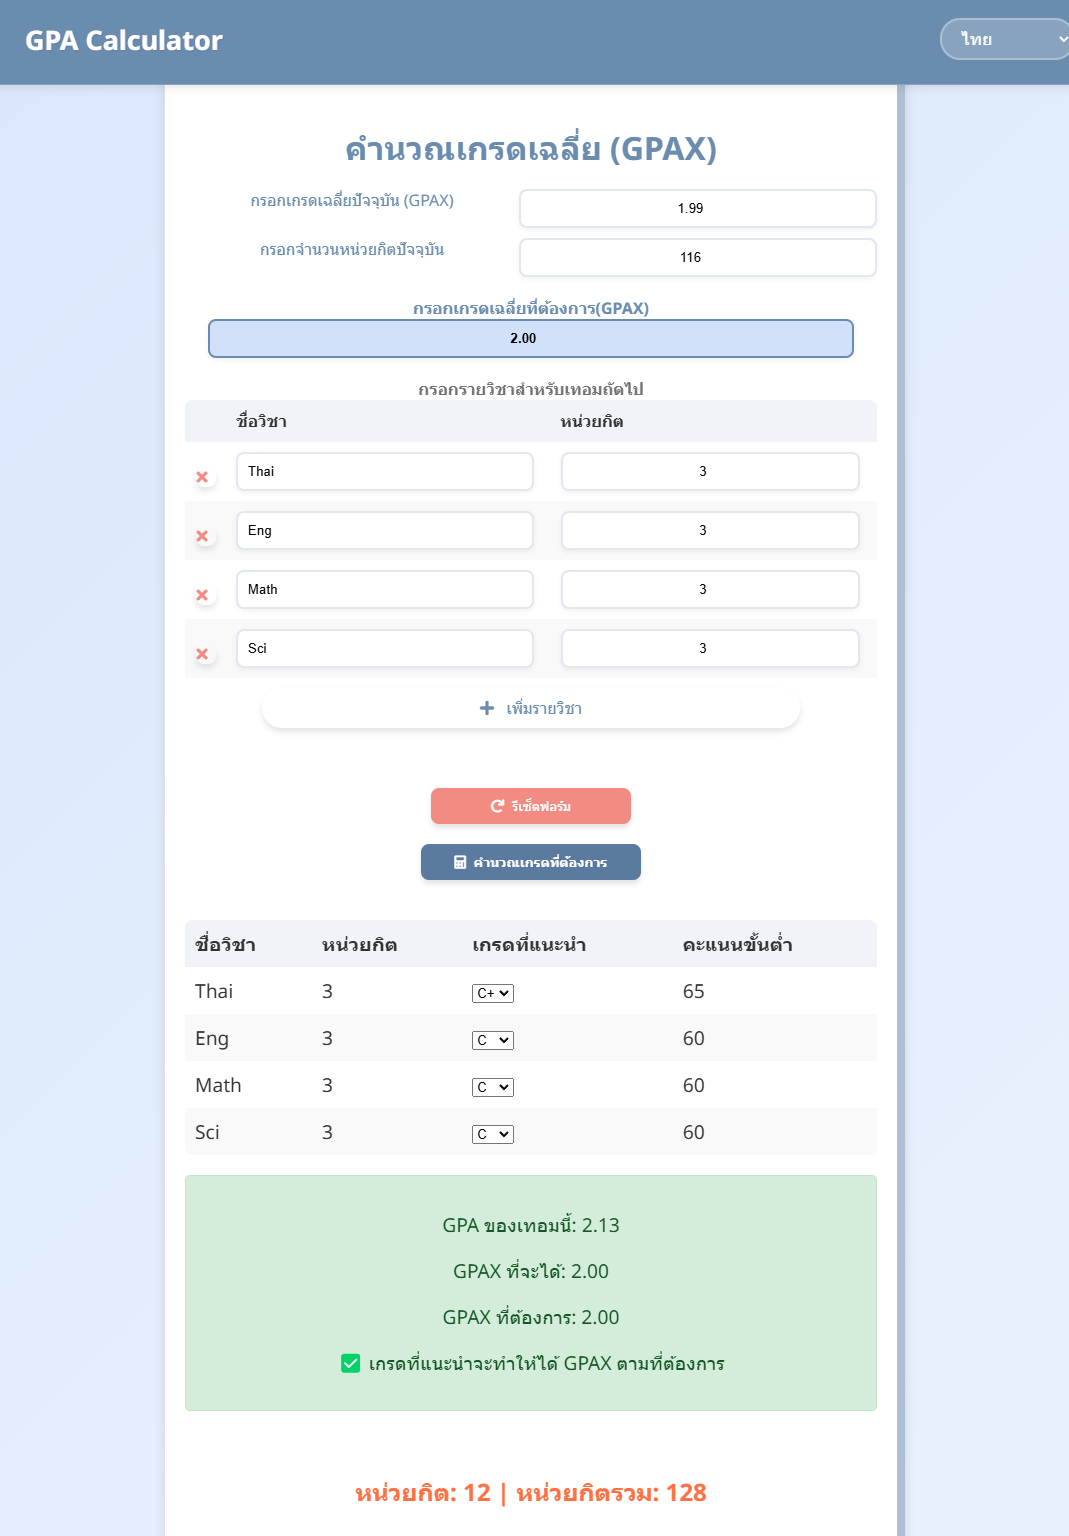 GPA Calculator
ไทย
คำนวณเกรดเฉลี่ย (GPAX)
กรอกเกรดเฉลี่ยปัจจุบัน (GPAX)
1.99
กรอกจำนวนหน่วยกิตปัจจุบัน
116
กรอกเกรดเฉลี่ยที่ต้องการ(GPAX)
2.00
กรอกรายวิชาสำหรับเทอมถัดไป
ชื่อวิชา หน่วยกิต
Thai 3
Eng 3
Math 3
Sci 3
เพิ่มรายวิชา
รีเซ็ตฟอร์ม
คำนวณเกรดที่ต้องการ
ชื่อวิชา หน่วยกิต เกรดที่แนะนำ คะแนนขั้นต่ำ
Thai 3 C+ 65
Eng 3 C 60
Math 3 C 60
Sci 3 C 60
GPA ของเทอมนี้: 2.13
GPAX ที่จะได้: 2.00
GPAX ที่ต้องการ: 2.00
เกรดที่แนะนำจะทำให้ได้ GPAX ตามที่ต้องการ
หน่วยกิต: 12 | หน่วยกิตรวม: 128